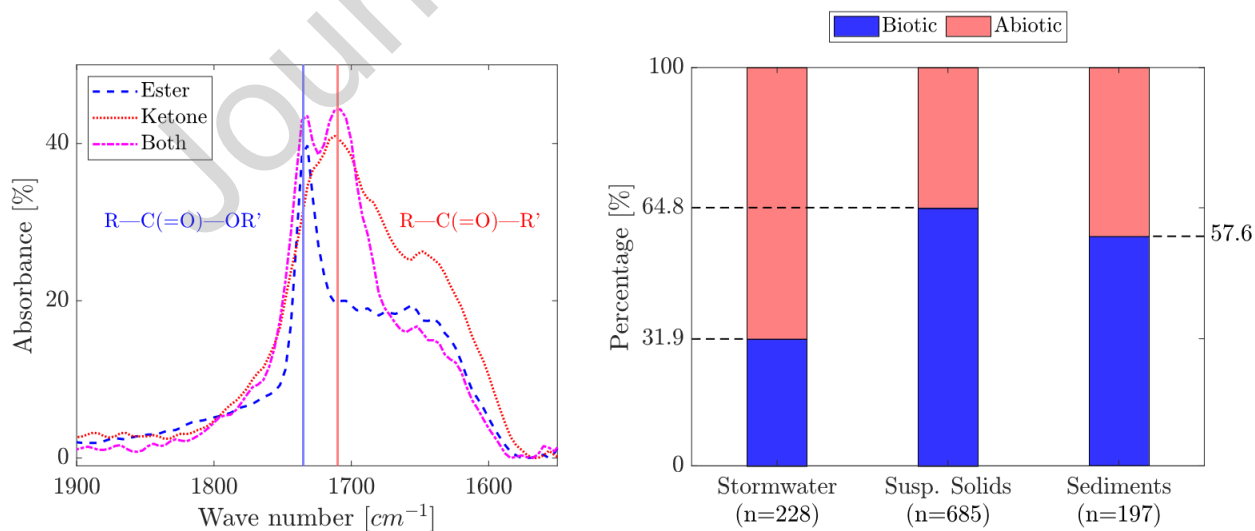 Journ
Ester
Ketone
Both
R—C(=O)—OR'
R—C(=O)—R'
Absorbance [%]
40
20
0
1900
1800
1700
1600
Wave number [cm⁻¹]
Biotic
Abiotic
Percentage [%]
100
64.8
57.6
31.9
0
Stormwater
(n=228)
Susp. Solids
(n=685)
Sediments
(n=197)